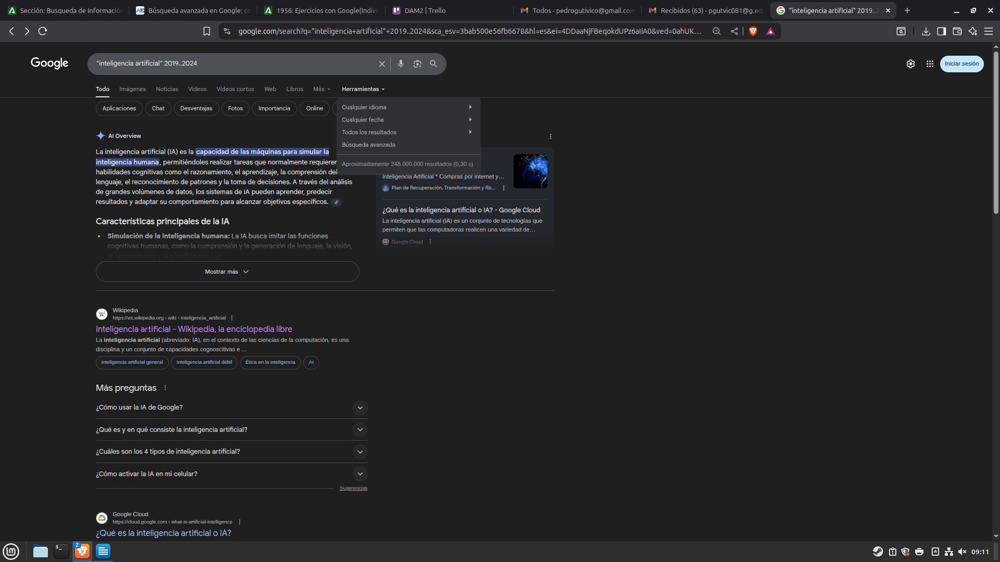 Sección: Busqueda de Información
Búsqueda avanzada en Google: co
1956: Ejercicios con Google(Indivi
DAM2 | Trello
Todos - pedrogutivico@gmail.com
Recibidos (63) - pgutvic081@g.ed
"inteligencia artificial" 2019..2
google.com/search?q="inteligencia+artificial"+2019..2024&sca_esv=3bab500e56fb6678&hl=es&ei=4DDaaNjFBeqokdUPz6aIiA0&ved=0ahUK...
Google
"inteligencia artificial" 2019..2024
Iniciar sesión
Todo
Imágenes
Noticias
Vídeos
Vídeos cortos
Web
Libros
Más
Herramientas
Aplicaciones
Chat
Desventajas
Fotos
Importancia
Online
Cualquier idioma
Cualquier fecha
Todos los resultados
Búsqueda avanzada
Aproximadamente 248.000.000 resultados (0,30 s)
AI Overview
La inteligencia artificial (IA) es la capacidad de las máquinas para simular la
inteligencia humana, permitiéndoles realizar tareas que normalmente requieren
habilidades cognitivas como el razonamiento, el aprendizaje, la comprensión del
lenguaje, el reconocimiento de patrones y la toma de decisiones. A través del análisis
de grandes volúmenes de datos, los sistemas de IA pueden aprender, predecir
resultados y adaptar su comportamiento para alcanzar objetivos específicos.
Características principales de la IA
Simulación de la inteligencia humana: La IA busca imitar las funciones
cognitivas humanas, como la comprensión y la generación de lenguaje, la visión,
el razonamiento y la planificación.
Mostrar más
Inteligencia Artificial * Compras por internet y...
Plan de Recuperación, Transformación y Re...
¿Qué es la inteligencia artificial o IA? - Google Cloud
La inteligencia artificial (IA) es un conjunto de tecnologías que
permiten que las computadoras realicen una variedad de...
Google Cloud
W
Wikipedia
https://es.wikipedia.org › wiki › Inteligencia_artificial
Inteligencia artificial - Wikipedia, la enciclopedia libre
La inteligencia artificial (abreviado: IA), en el contexto de las ciencias de la computación, es una
disciplina y un conjunto de capacidades cognoscitivas e ...
Inteligencia artificial general
Inteligencia artificial débil
Ética en la inteligencia
AI
Más preguntas
¿Cómo usar la IA de Google?
¿Qué es y en qué consiste la inteligencia artificial?
¿Cuáles son los 4 tipos de inteligencia artificial?
¿Cómo activar la IA en mi celular?
Sugerencias
Google Cloud
https://cloud.google.com › what-is-artificial-intelligence
¿Qué es la inteligencia artificial o IA?
2
09:11